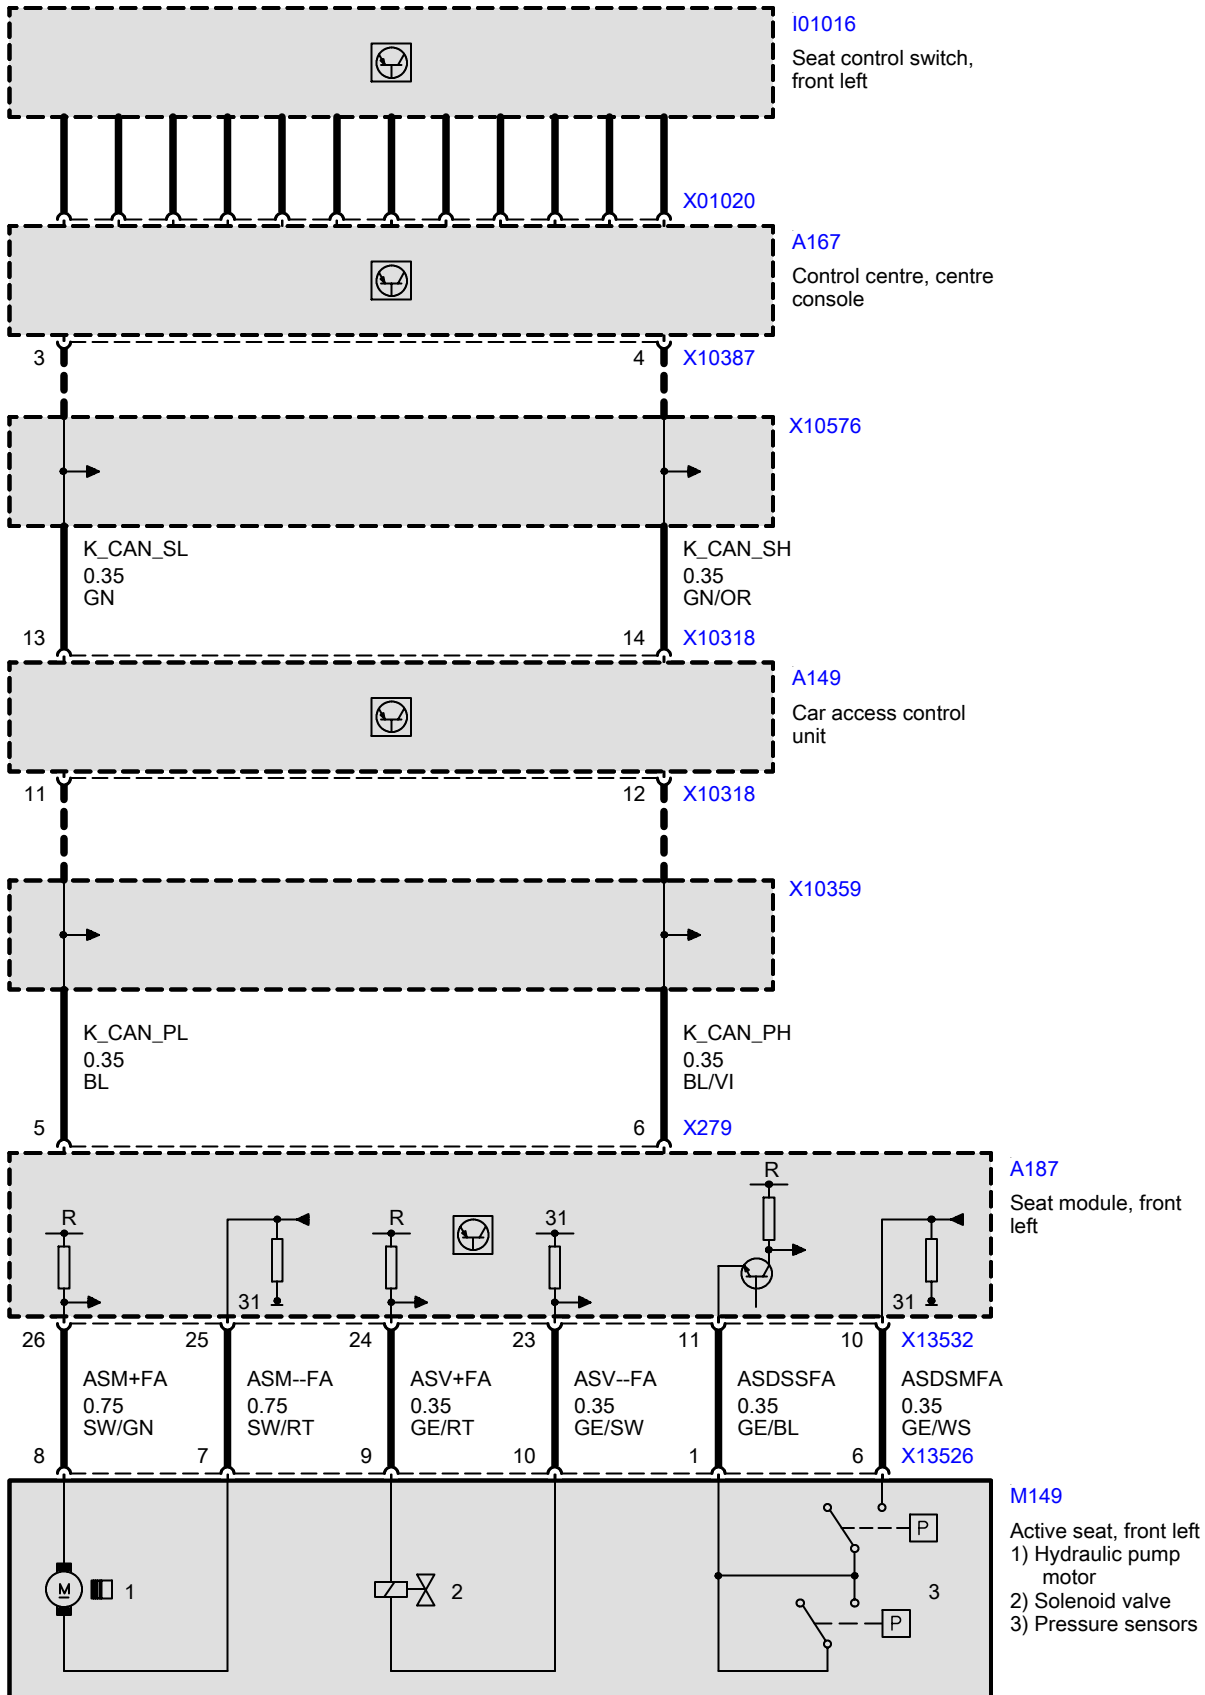 I01016
Seat control switch,
front left
X01020
A167
Control centre, centre
console
3 4 X10387
X10576
K_CAN_SL K_CAN_SH
0.35 0.35
GN GN/OR
13 14 X10318
A149
Car access control
unit
11 12 X10318
X10359
K_CAN_PL K_CAN_PH
0.35 0.35
BL BL/VI
5 6 X279
A187
Seat module, front
left
R
R R 31
31 31
26 25 24 23 11 10 X13532
ASM+FA ASM--FA ASV+FA ASV--FA ASDSSFA ASDSMFA
0.75 0.75 0.35 0.35 0.35 0.35
SW/GN SW/RT GE/RT GE/SW GE/BL GE/WS
8 7 9 10 1 6 X13526
M149
Active seat, front left
1) Hydraulic pump
motor
2) Solenoid valve
3) Pressure sensors
P
M 1 2 3
P